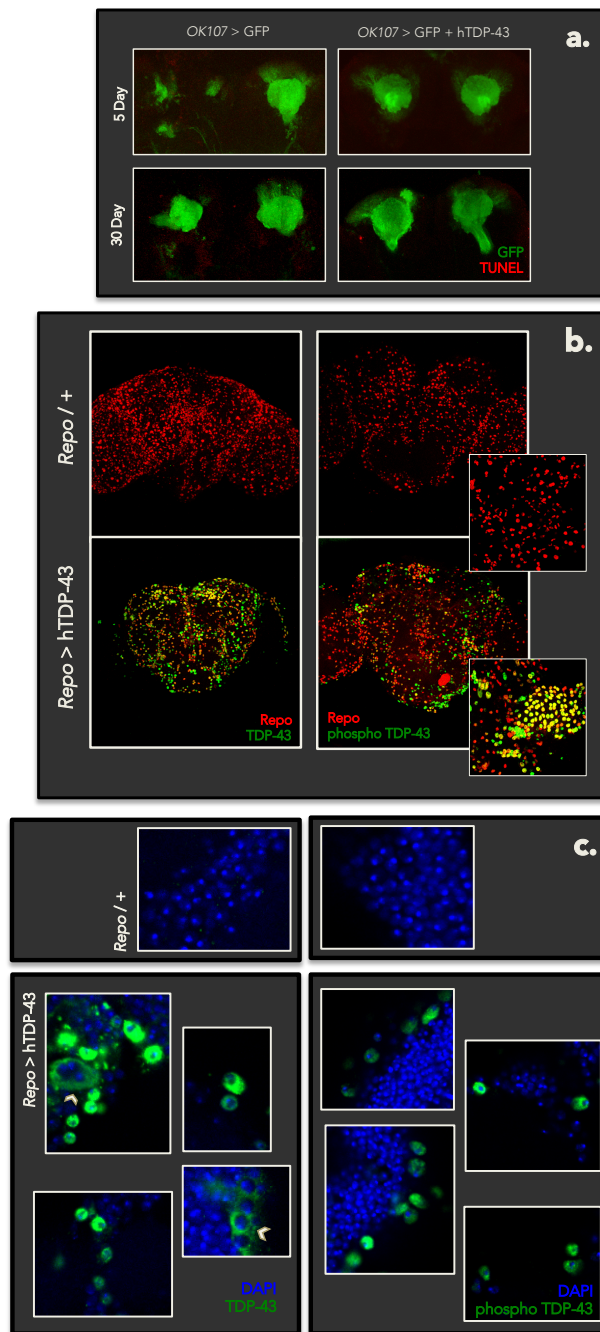 a.
OK107 > GFP
OK107 > GFP + hTDP-43
5 Day
30 Day
GFP
TUNEL
b.
Repo / +
Repo > hTDP-43
Repo
TDP-43
Repo
phospho TDP-43
c.
Repo / +
Repo > hTDP-43
DAPI
TDP-43
DAPI
phospho TDP-43